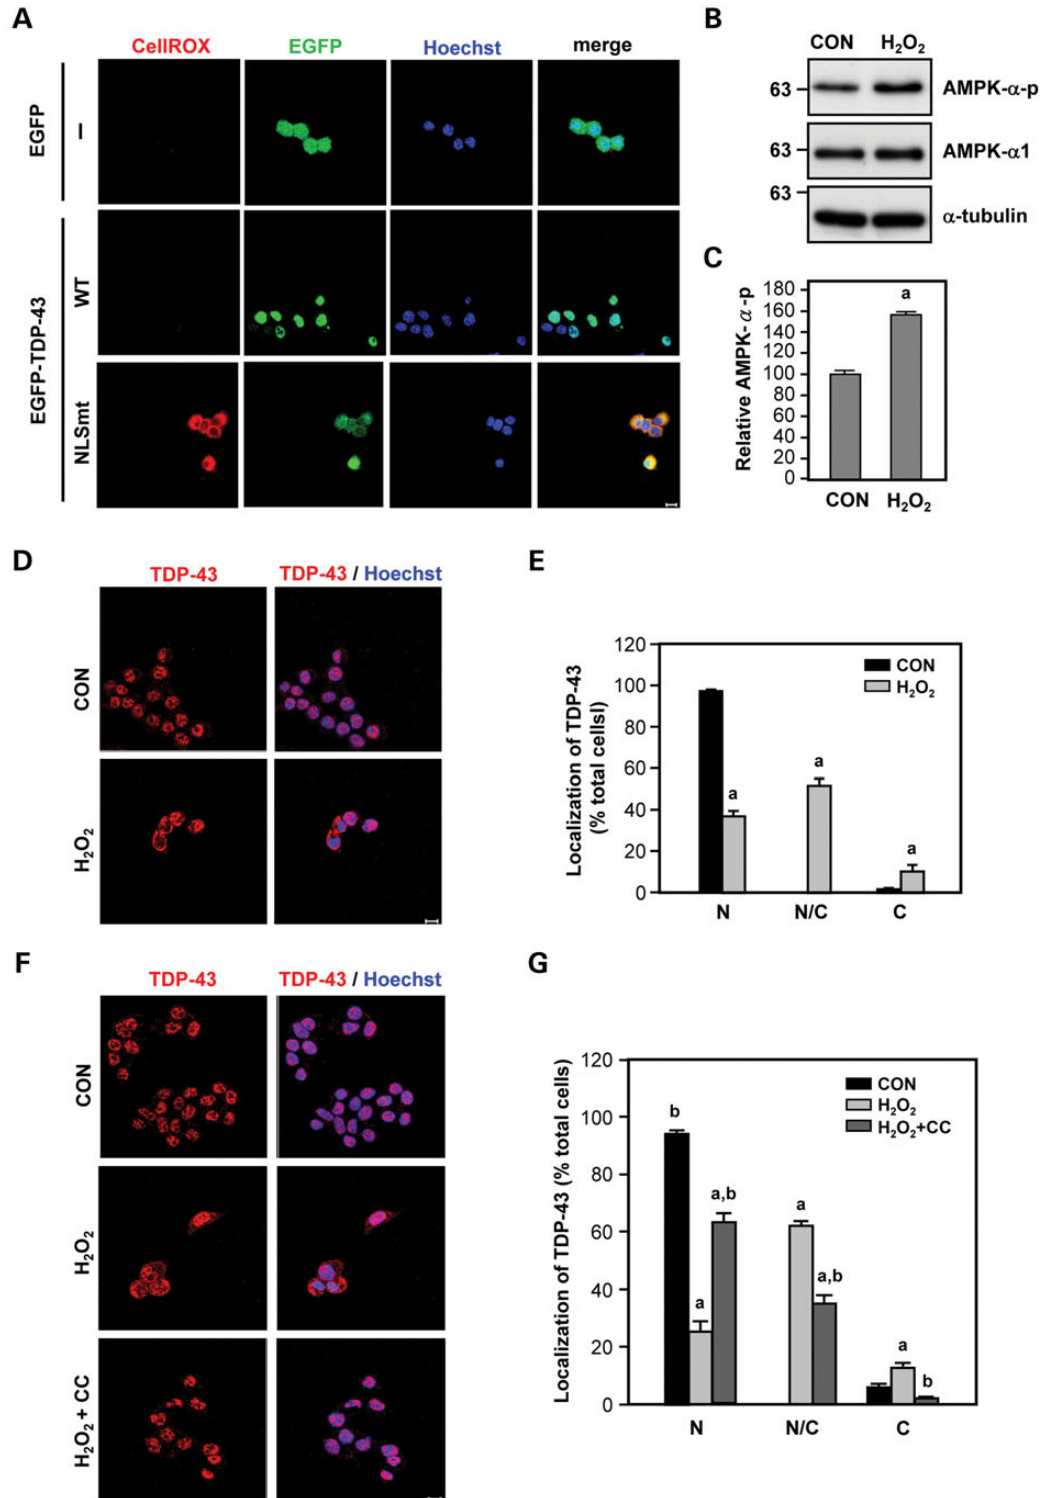 A
CellROX EGFP Hoechst merge
EGFP
–
EGFP-TDP-43
WT
NLSmt
B
CON H₂O₂
63 AMPK-α-p
63 AMPK-α1
63
α-tubulin
C
Relative AMPK-α-p
180
160
140
120
100
80
60
40
20
0
a
CON H₂O₂
D
TDP-43 TDP-43 / Hoechst
CON
H₂O₂
E
Localization of TDP-43
(% total cellsl)
120
100
80
60
40
20
0
CON
H₂O₂
a a a
N N/C C
F
TDP-43 TDP-43 / Hoechst
CON
H₂O₂
H₂O₂ + CC
G
Localization of TDP-43 (% total cells)
120
100
80
60
40
20
0
CON
H₂O₂
H₂O₂+CC
b a a,b a a,b a b
N N/C C